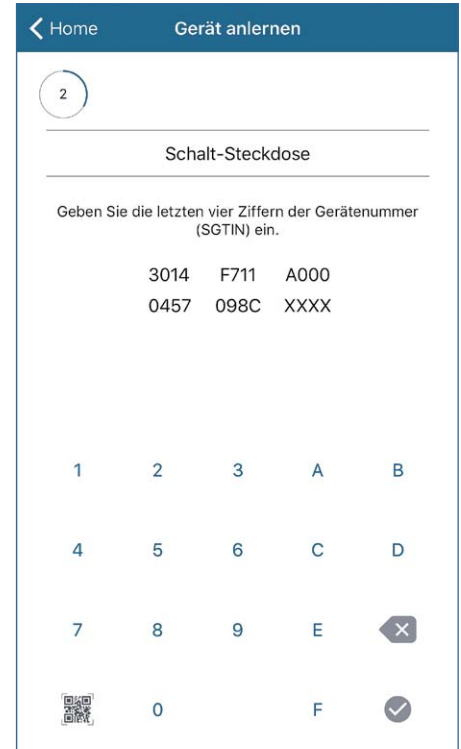 Home Gerät anlernen
2
Schalt-Steckdose
Geben Sie die letzten vier Ziffern der Gerätenummer
(SGTIN) ein.
3014 F711 A000
0457 098C XXXX
1 2 3 A B
4 5 6 C D
7 8 9 E
0 F